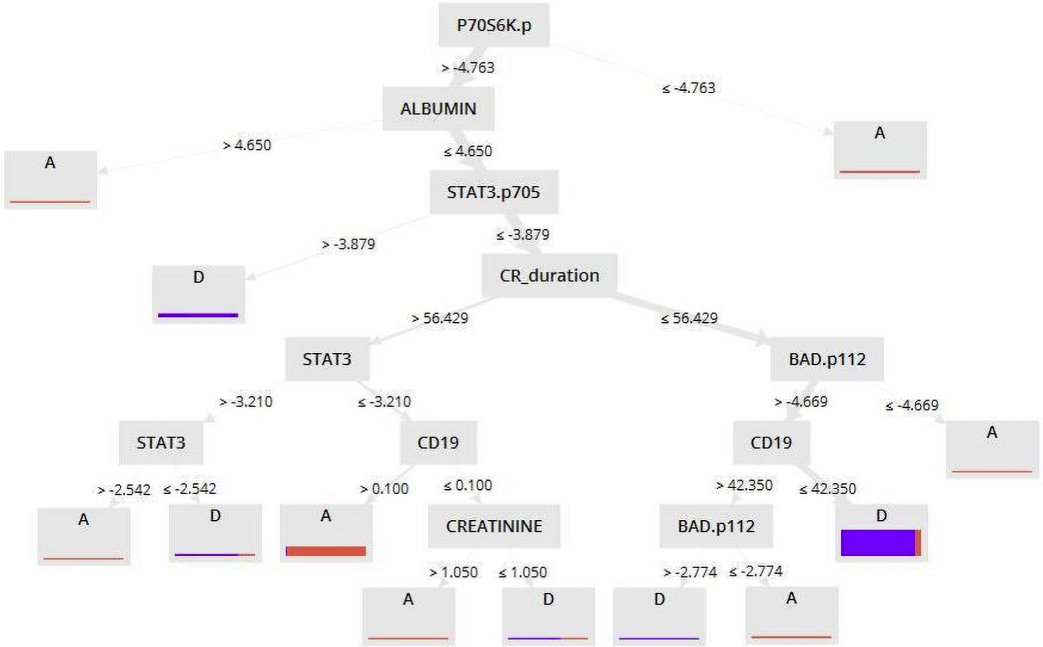 P70S6K.p
> -4.763
≤ -4.763
ALBUMIN
A
> 4.650
≤ 4.650
A
STAT3.p705
> -3.879
≤ -3.879
D
CR_duration
> 56.429
≤ 56.429
STAT3
BAD.p112
> -3.210
≤ -3.210
> -4.669
≤ -4.669
STAT3
CD19
CD19
A
> -2.542
≤ -2.542
> 0.100
≤ 0.100
> 42.350
≤ 42.350
A
D
A
CREATININE
BAD.p112
D
> 1.050
≤ 1.050
> -2.774
≤ -2.774
A
D
D
A